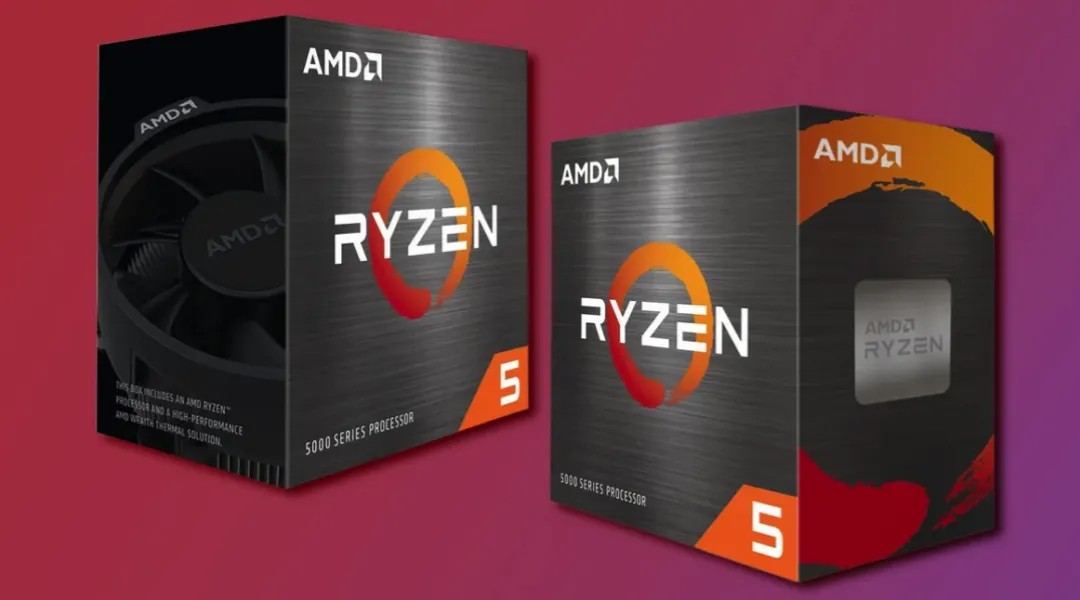 AMD
AMD
AMD
RYZEN
THIS BOX INCLUDES AN AMD RYZEN™
PROCESSOR AND A HIGH-PERFORMANCE
AMD WRAITH THERMAL SOLUTION.
5000 SERIES PROCESSOR
5
AMD
RYZEN
5000 SERIES PROCESSOR
5
AMD
AMD
RYZEN